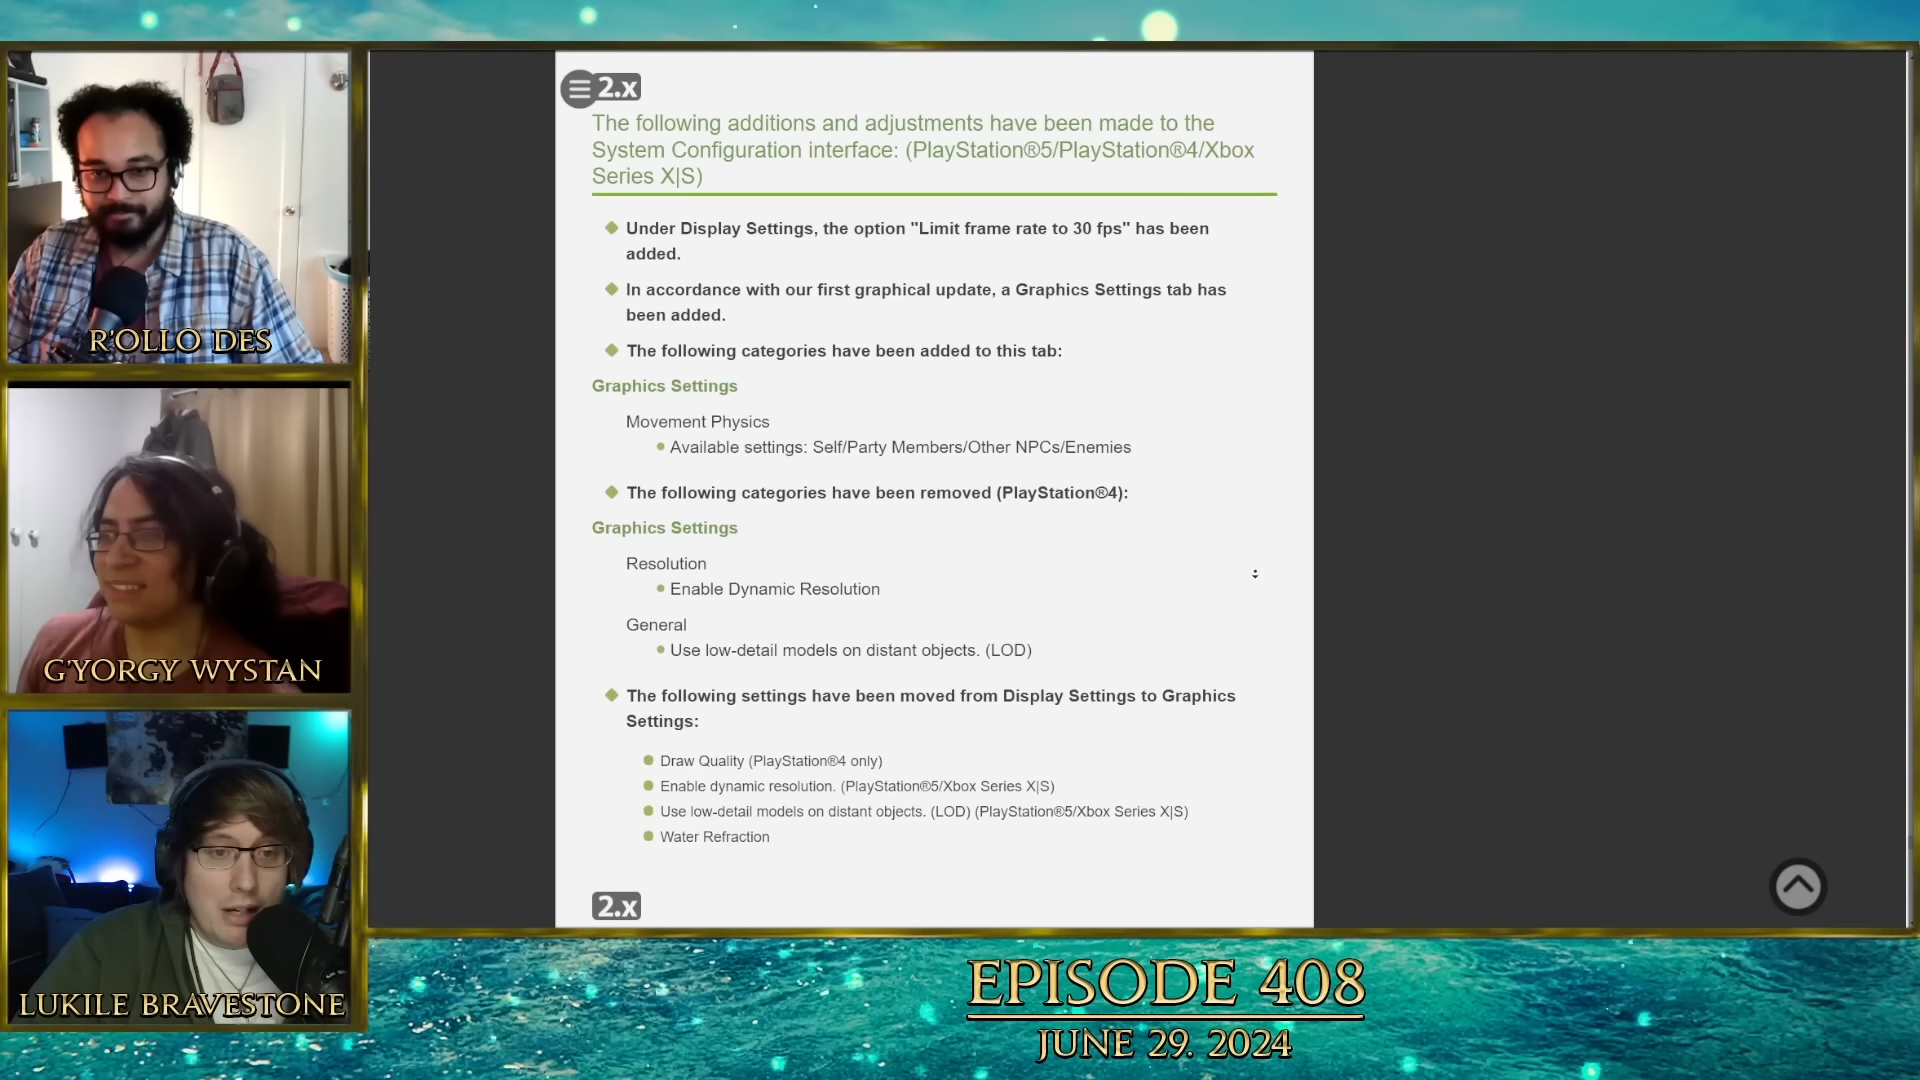 R'OLLO DES
G'YORGY WYSTAN
LUKILE BRAVESTONE
2.x
The following additions and adjustments have been made to the
System Configuration interface: (PlayStation®5/PlayStation®4/Xbox
Series X|S)
Under Display Settings, the option "Limit frame rate to 30 fps" has been
added.
In accordance with our first graphical update, a Graphics Settings tab has
been added.
The following categories have been added to this tab:
Graphics Settings
Movement Physics
Available settings: Self/Party Members/Other NPCs/Enemies
The following categories have been removed (PlayStation®4):
Graphics Settings
Resolution
Enable Dynamic Resolution
General
Use low-detail models on distant objects. (LOD)
The following settings have been moved from Display Settings to Graphics
Settings:
Draw Quality (PlayStation®4 only)
Enable dynamic resolution. (PlayStation®5/Xbox Series X|S)
Use low-detail models on distant objects. (LOD) (PlayStation®5/Xbox Series X|S)
Water Refraction
2.x
EPISODE 408
JUNE 29. 2024